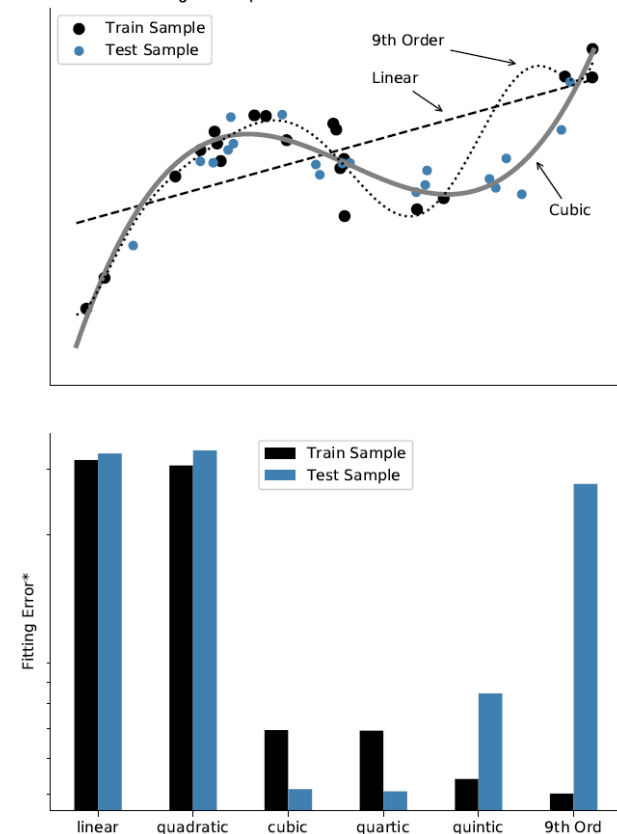 Train Sample
Test Sample
9th Order
Linear
Cubic
Train Sample
Test Sample
Fitting Error*
linear
quadratic
cubic
quartic
quintic
9th Ord